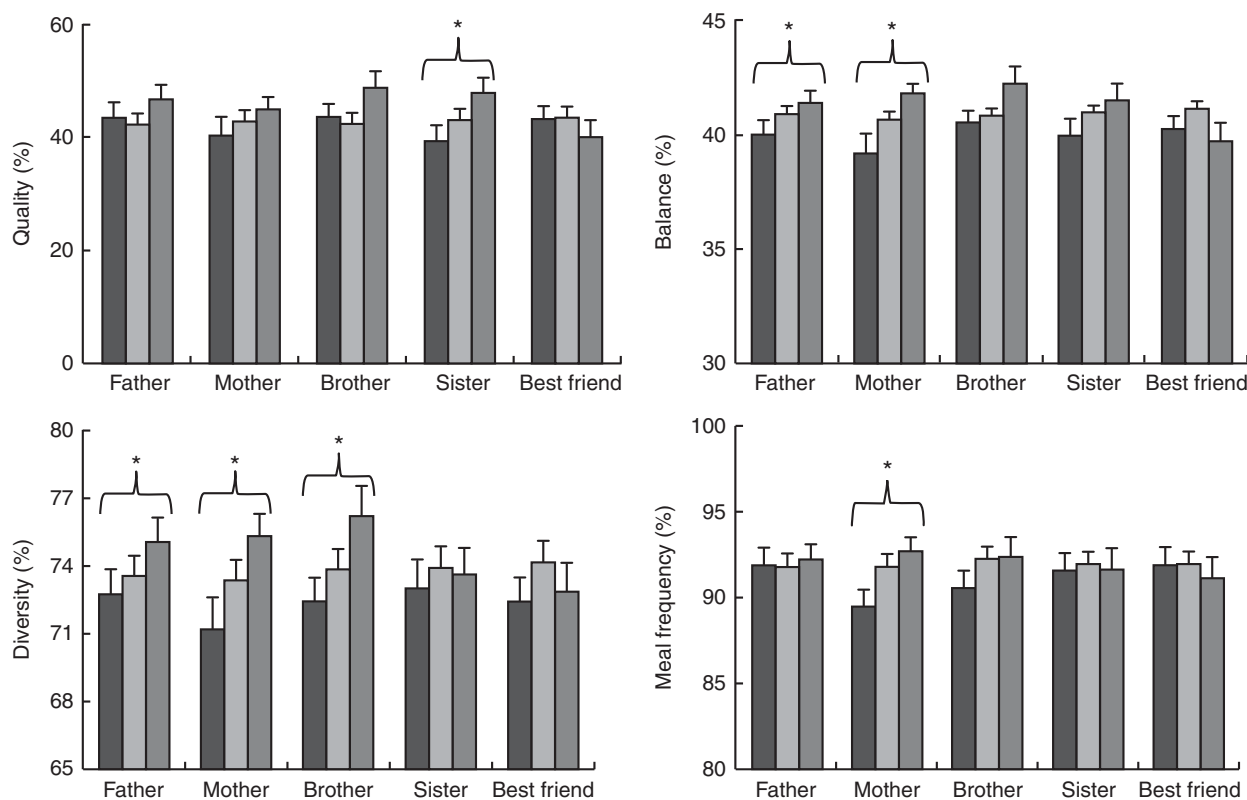 60
*
40
Quality (%)
20
0
Father Mother Brother Sister Best friend
45
* *
40
Balance (%)
35
30
Father Mother Brother Sister Best friend
80
* * *
77
74
Diversity (%)
71
68
65
Father Mother Brother Sister Best friend
100
*
95
90
Meal frequency (%)
85
80
Father Mother Brother Sister Best friend